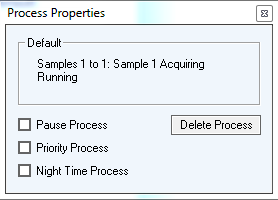 Process Properties
Default
Samples 1 to 1: Sample 1 Acquiring
Running
Pause Process
Delete Process
Priority Process
Night Time Process